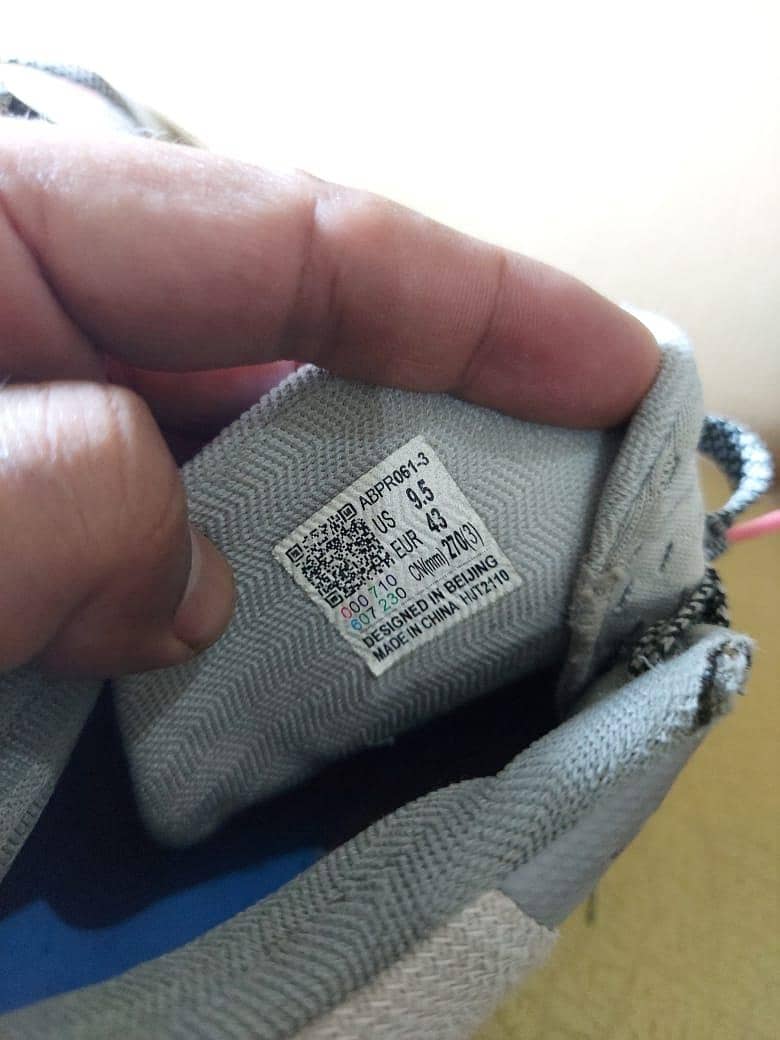 ABPR061-3
US 9.5
EUR 43
CN(mm) 270(3)
000 710
607 230
DESIGNED IN BEIJING
MADE IN CHINA HJT2110